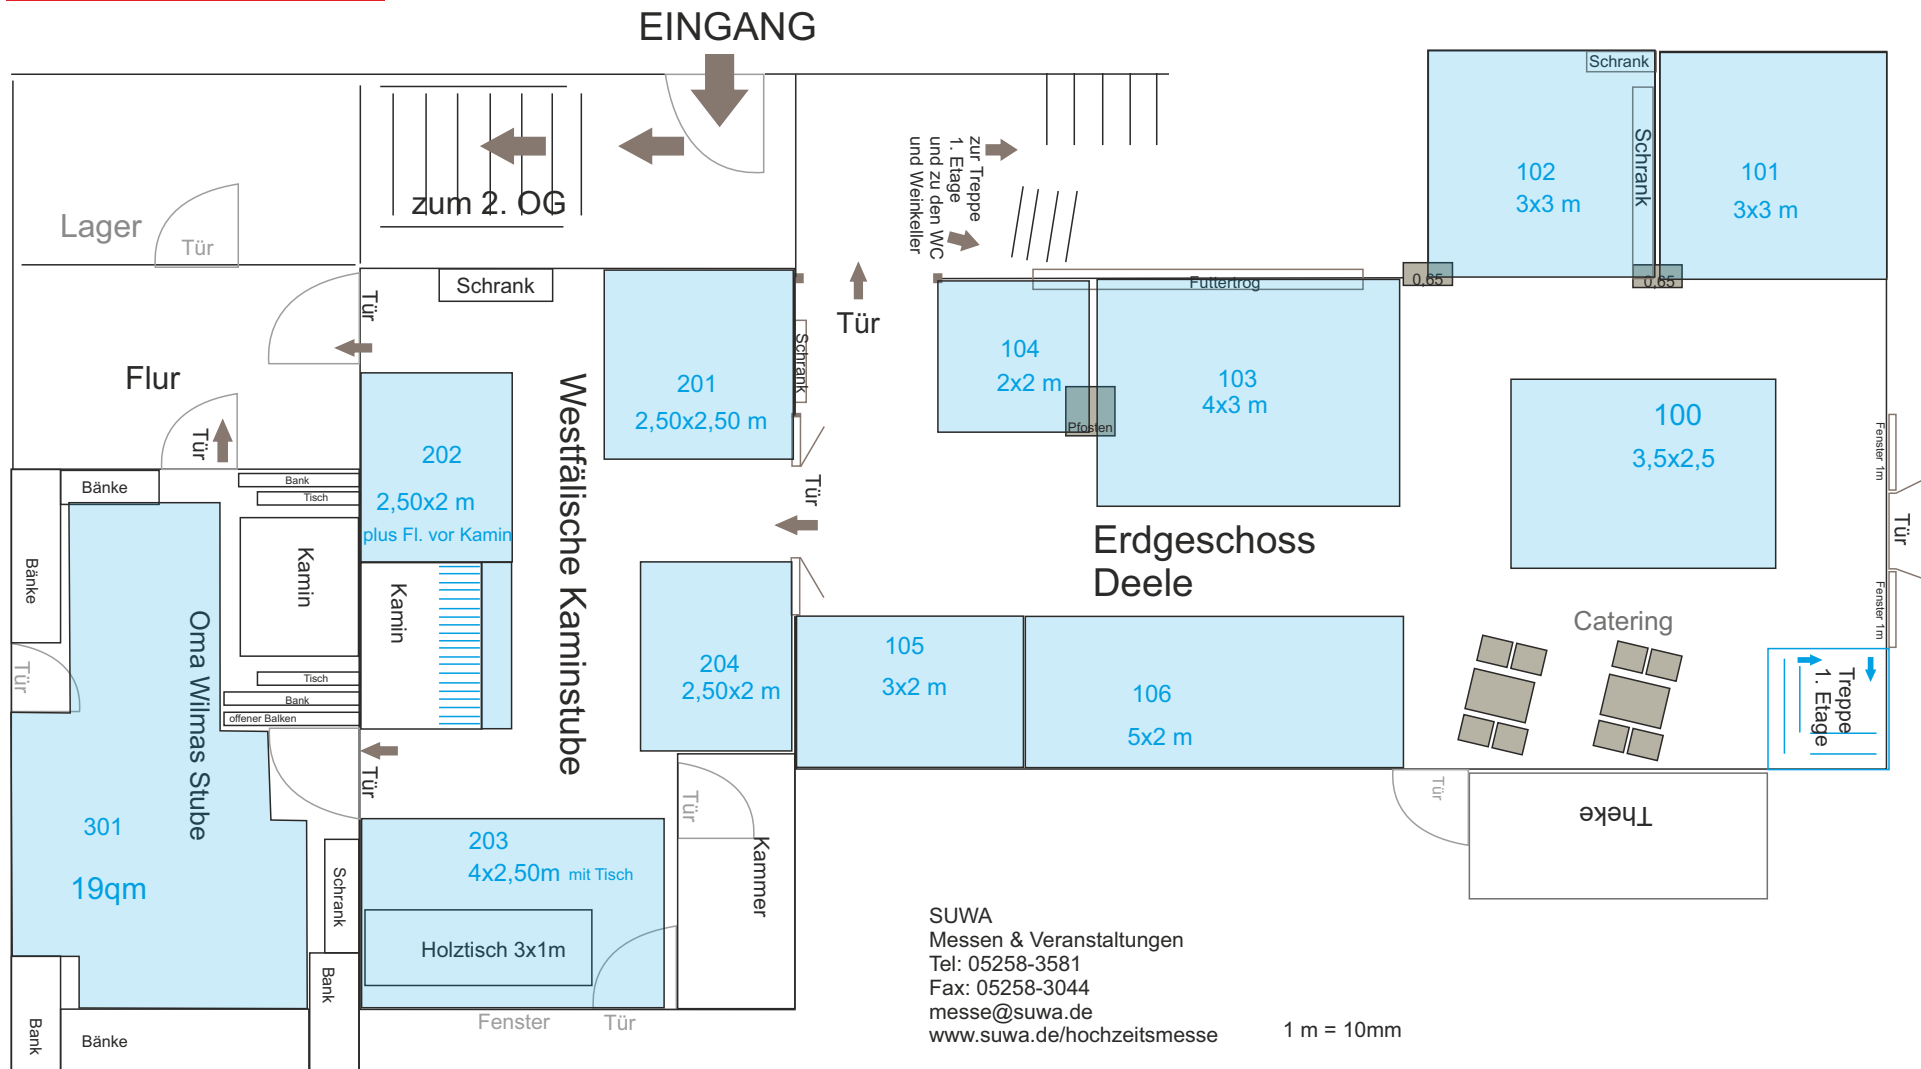 EINGANG
zum 2. OG
Lager
Tür
zur Treppe
1. Etage
und zu den WC
und Weinkeller
Schrank
Schrank
102
3x3 m
101
3x3 m
0,65
0,65
Schrank
Tür
Flur
Tür
201
2,50x2,50 m
Schrank
Tür
Futtertrog
104
2x2 m
Pfosten
103
4x3 m
100
3,5x2,5
Fenster 1m
Tür
Fenster 1m
202
2,50x2 m
plus Fl. vor Kamin
Westfälische Kaminstube
Tür
Erdgeschoss
Deele
Bänke
Bank
Tisch
Kamin
Bänke
Kamin
Tür
Tisch
Bank
offener Balken
Oma Wilmas Stube
204
2,50x2 m
105
3x2 m
106
5x2 m
Catering
Treppe
1. Etage
Tür
Tür
Tür
Theke
301
19qm
203
4x2,50m mit Tisch
Kammer
Schrank
Holztisch 3x1m
Bank
Bank
Bänke
Fenster
Tür
SUWA
Messen & Veranstaltungen
Tel: 05258-3581
Fax: 05258-3044
messe@suwa.de
www.suwa.de/hochzeitsmesse
1 m = 10mm